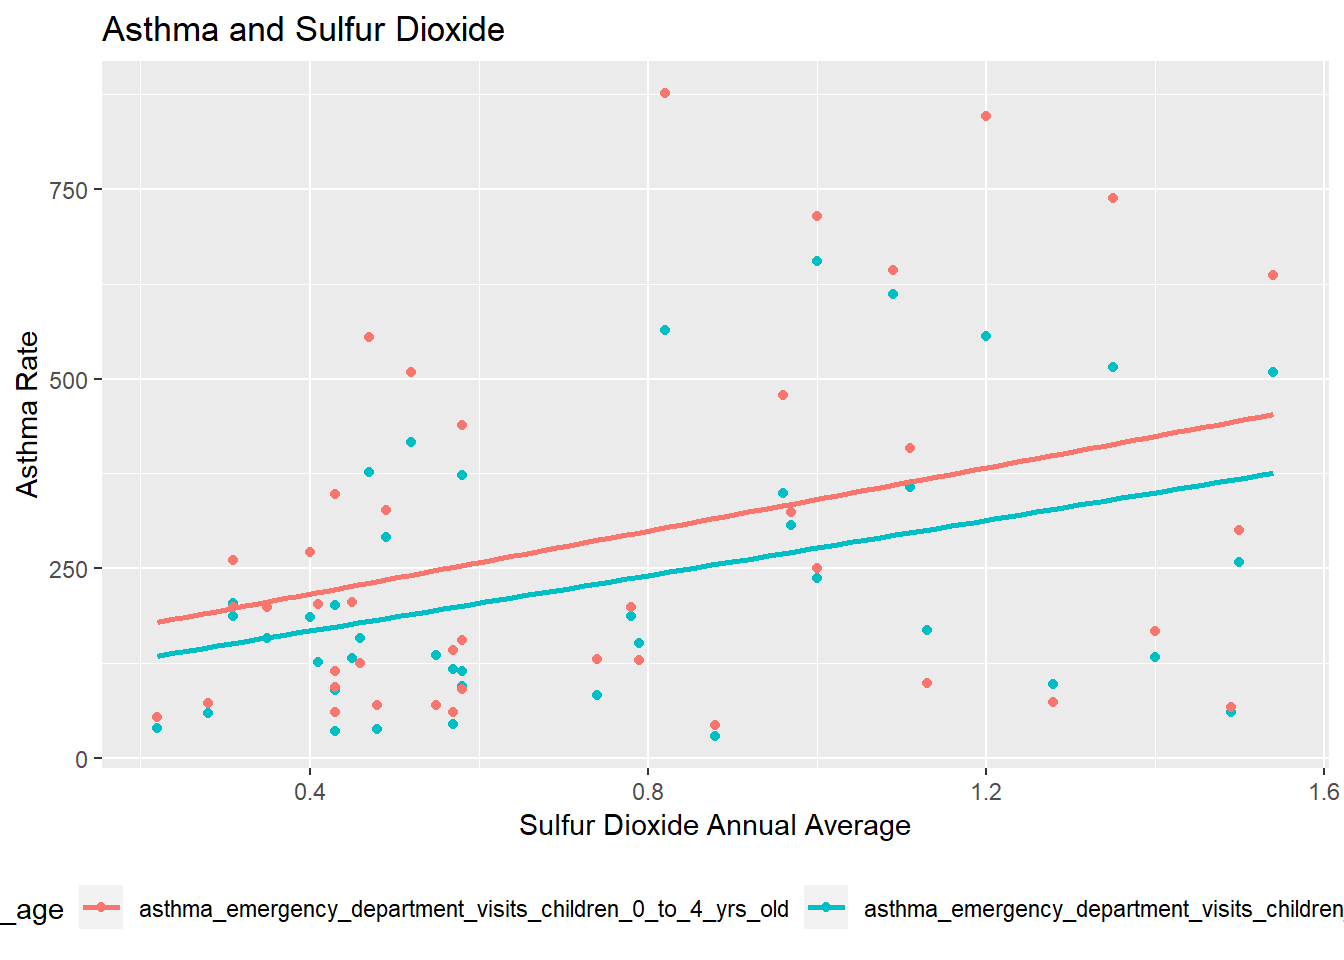 Asthma and Sulfur Dioxide
Asthma Rate
750
500
250
0
0.4 0.8 1.2 1.6
Sulfur Dioxide Annual Average
_age asthma_emergency_department_visits_children_0_to_4_yrs_old asthma_emergency_department_visits_children_